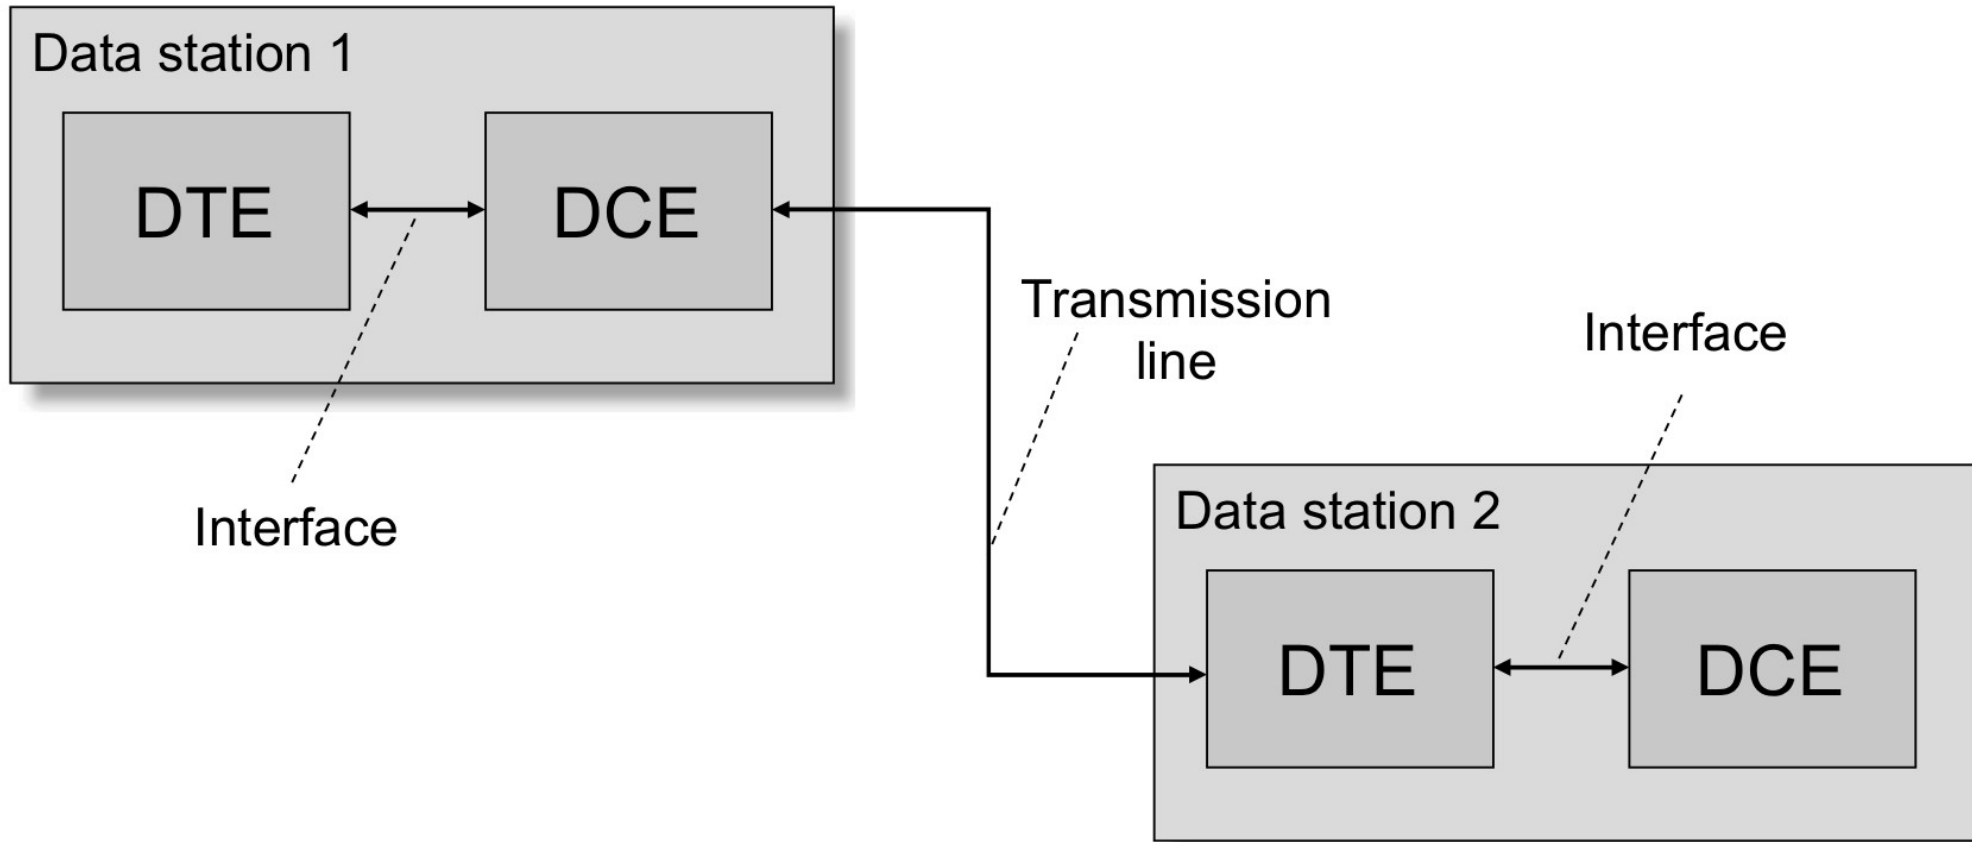 Data station 1
DTE
DCE
Interface
Transmission
line
Interface
Data station 2
DTE
DCE